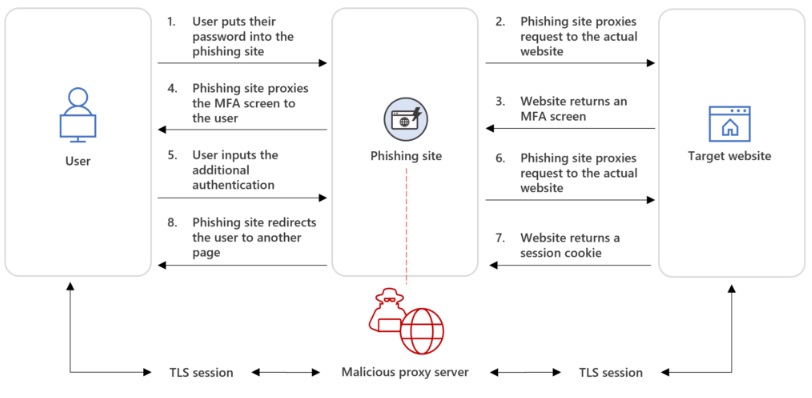 1. User puts their
password into the
phishing site
2. Phishing site proxies
request to the actual
website
4. Phishing site proxies
the MFA screen to
the user
3. Website returns an
MFA screen
User
Phishing site
Target website
5. User inputs the
additional
authentication
6. Phishing site proxies
request to the actual
website
8. Phishing site redirects
the user to another
page
7. Website returns a
session cookie
TLS session
Malicious proxy server
TLS session